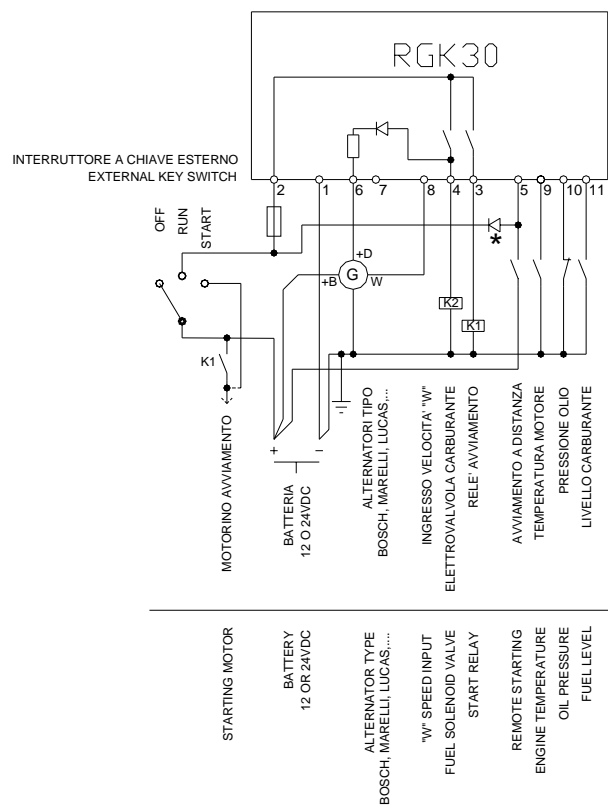 RGK30
INTERRUTTORE A CHIAVE ESTERNO
EXTERNAL KEY SWITCH
2
1
6
7
8
4
3
5
9
10
11
OFF
RUN
START
*
+D
+B
G
W
K2
K1
K1
+
-
MOTORINO AVVIAMENTO
BATTERIA
12 O 24VDC
ALTERNATORI TIPO
BOSCH, MARELLI, LUCAS,....
INGRESSO VELOCITA' "W"
ELETTROVALVOLA CARBURANTE
RELE' AVVIAMENTO
AVVIAMENTO A DISTANZA
TEMPERATURA MOTORE
PRESSIONE OLIO
LIVELLO CARBURANTE
STARTING MOTOR
BATTERY
12 OR 24VDC
ALTERNATOR TYPE
BOSCH, MARELLI, LUCAS,....
"W" SPEED INPUT
FUEL SOLENOID VALVE
START RELAY
REMOTE STARTING
ENGINE TEMPERATURE
OIL PRESSURE
FUEL LEVEL